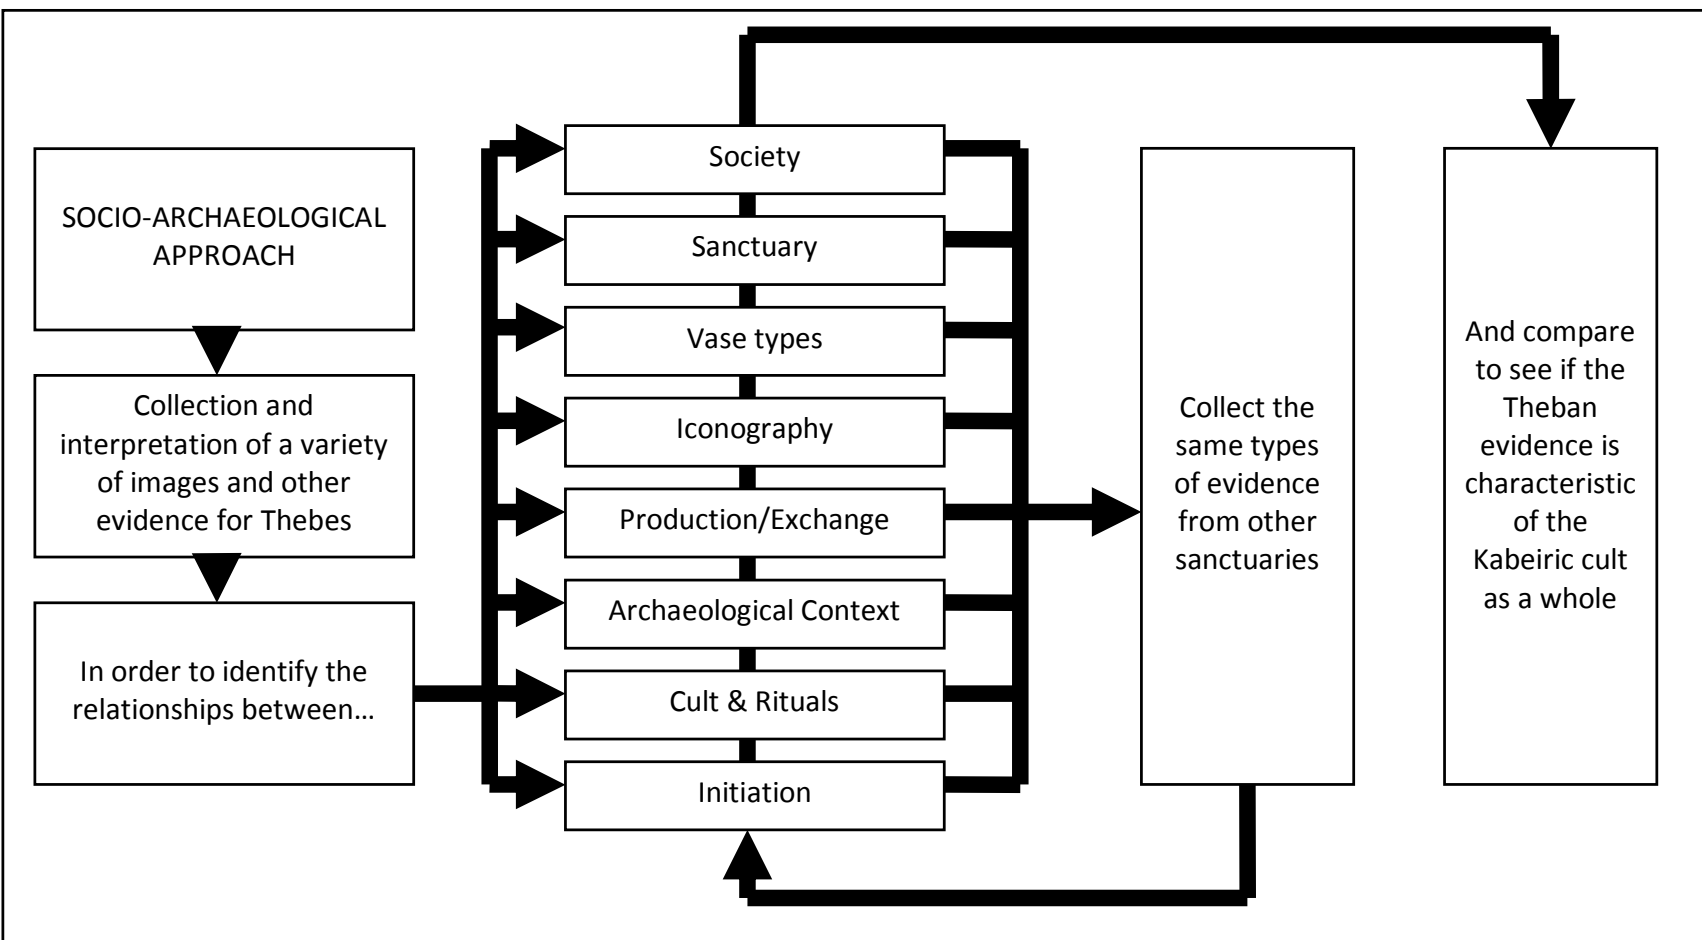 SOCIO-ARCHAEOLOGICAL
APPROACH
Collection and
interpretation of a variety
of images and other
evidence for Thebes
In order to identify the
relationships between…
Society
Sanctuary
Vase types
Iconography
Production/Exchange
Archaeological Context
Cult & Rituals
Initiation
Collect the
same types
of evidence
from other
sanctuaries
And compare
to see if the
Theban
evidence is
characteristic
of the
Kabeiric cult
as a whole